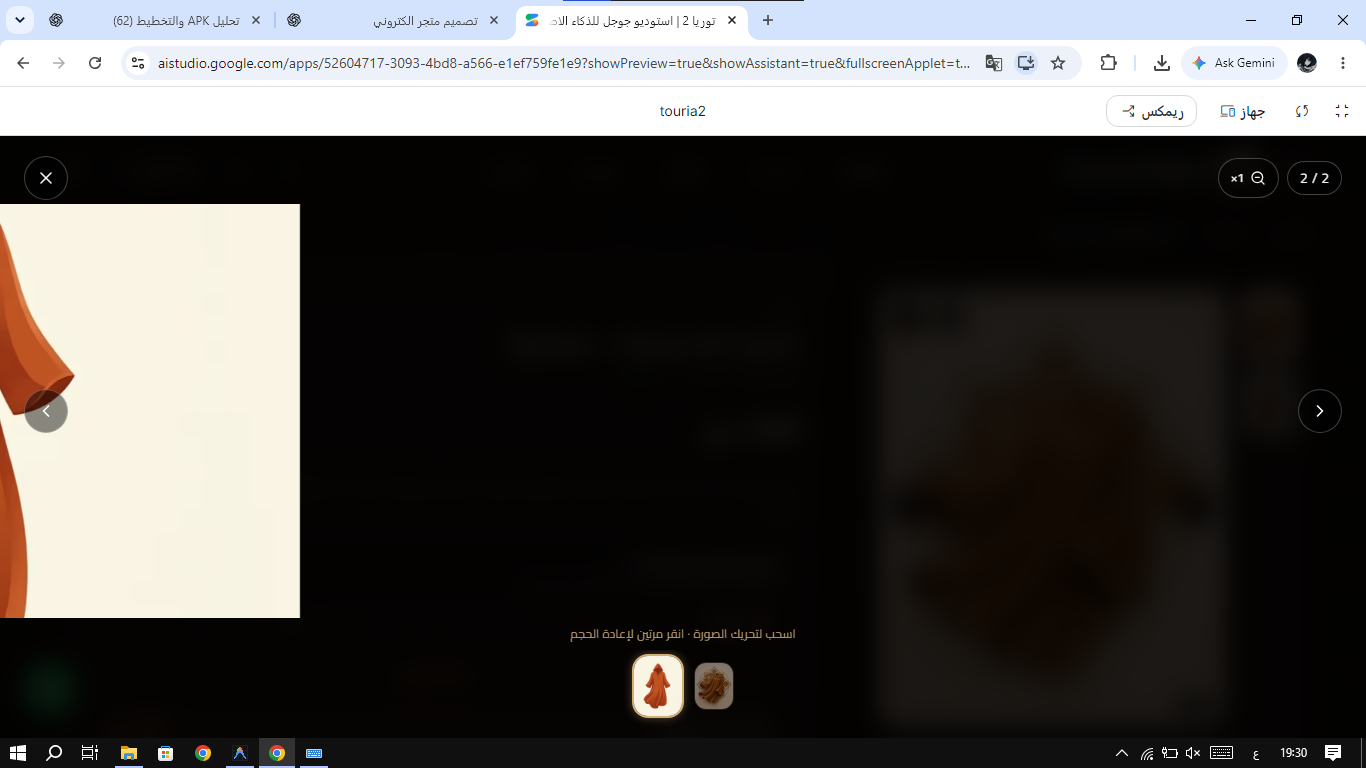 تحليل APK والتخطيط (62)
تصميم متجر الكتروني
توريا 2 | استوديو جوجل للذكاء الاص
aistudio.google.com/apps/52604717-3093-4bd8-a566-e1ef759fe1e9?showPreview=true&showAssistant=true&fullscreenApplet=t...
Ask Gemini
touria2
ريمكس
جهاز
×1
2 / 2
اسحب لتحريك الصورة · انقر مرتين لإعادة الحجم
ع
19:30